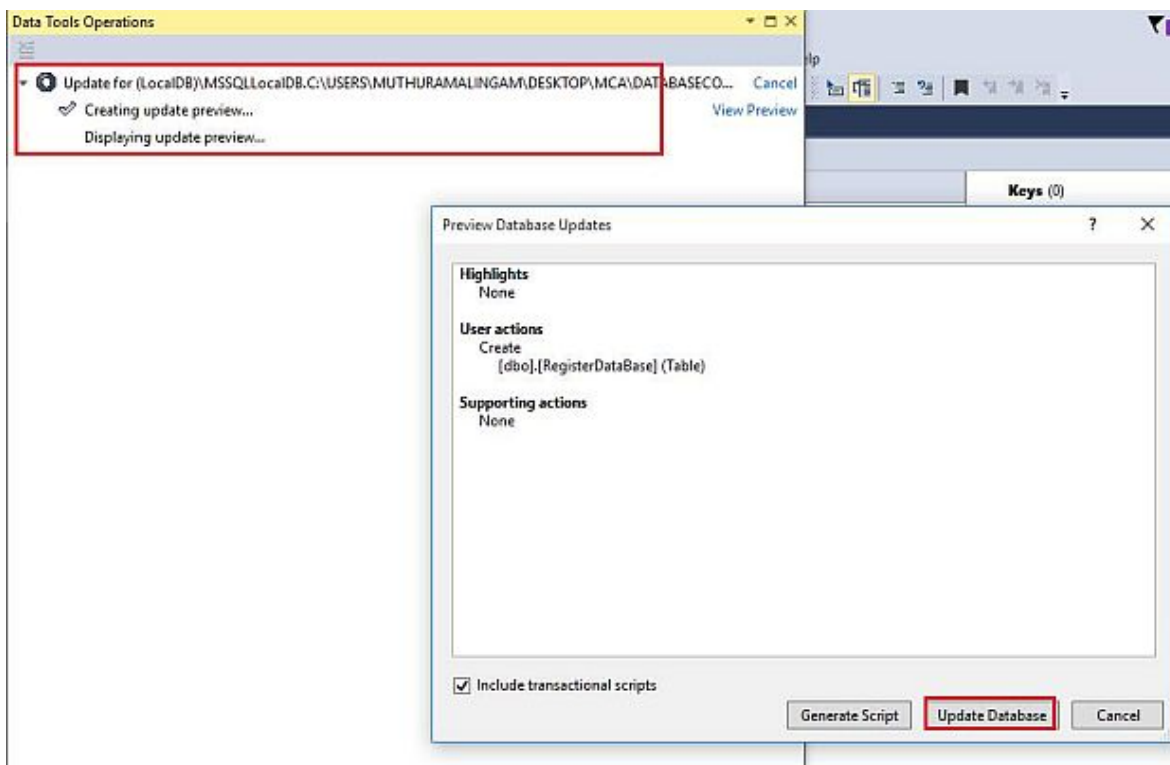 Data Tools Operations
Update for (LocalDB)\MSSQLLocalDB.C:\USERS\MUTHURAMALINGAM\DESKTOP\MCA\DATABASECO... Cancel
Creating update preview... View Preview
Displaying update preview...
lp
Keys (0)
Preview Database Updates
?
Highlights
None
User actions
Create
[dbo].[RegisterDataBase] (Table)
Supporting actions
None
Include transactional scripts
Generate Script Update Database Cancel